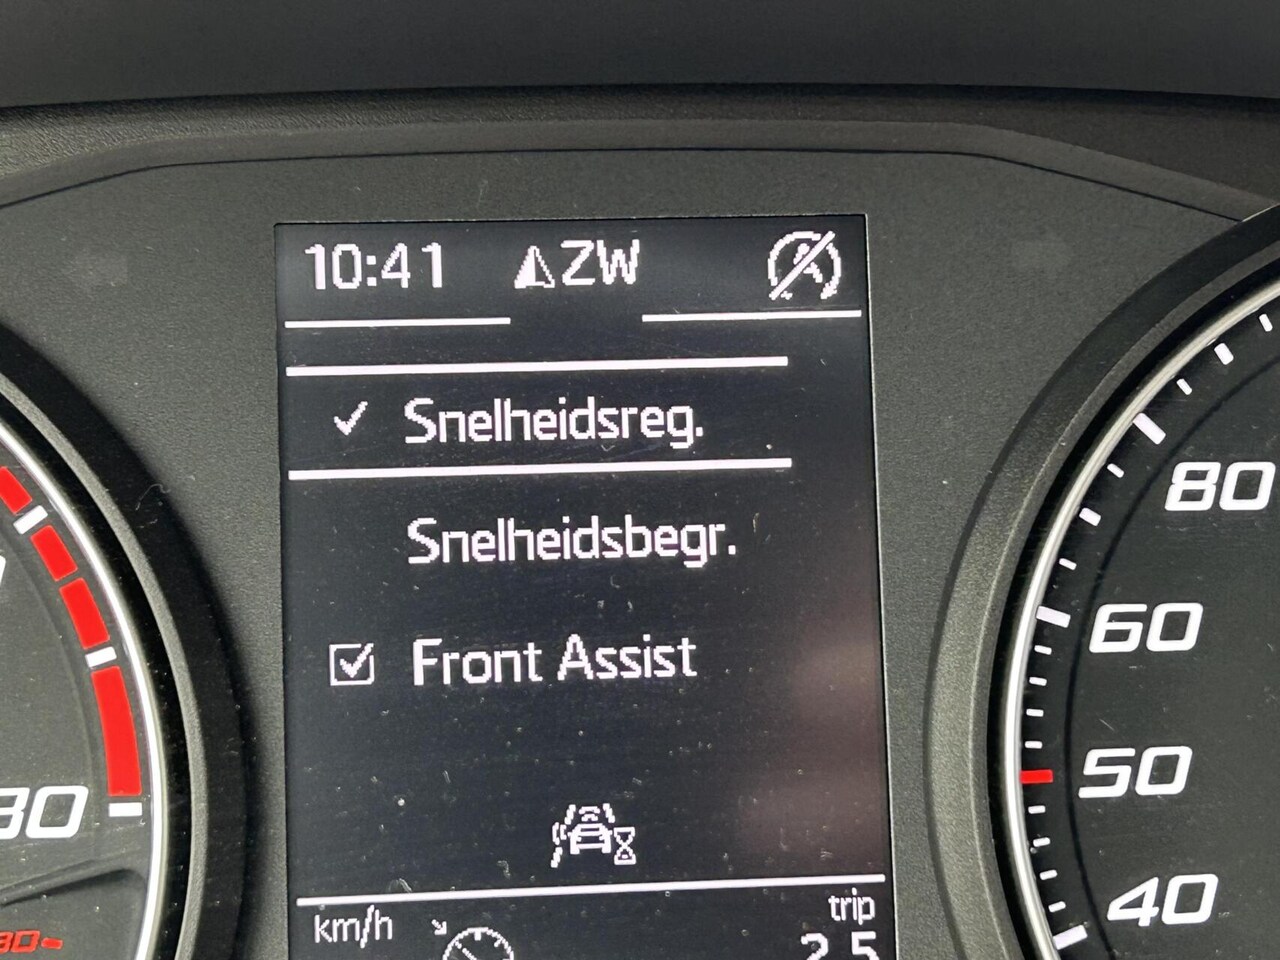 10:41 ZW
Snelheidsreg.
Snelheidsbegr.
Front Assist
km/h
trip
80
60
50
40